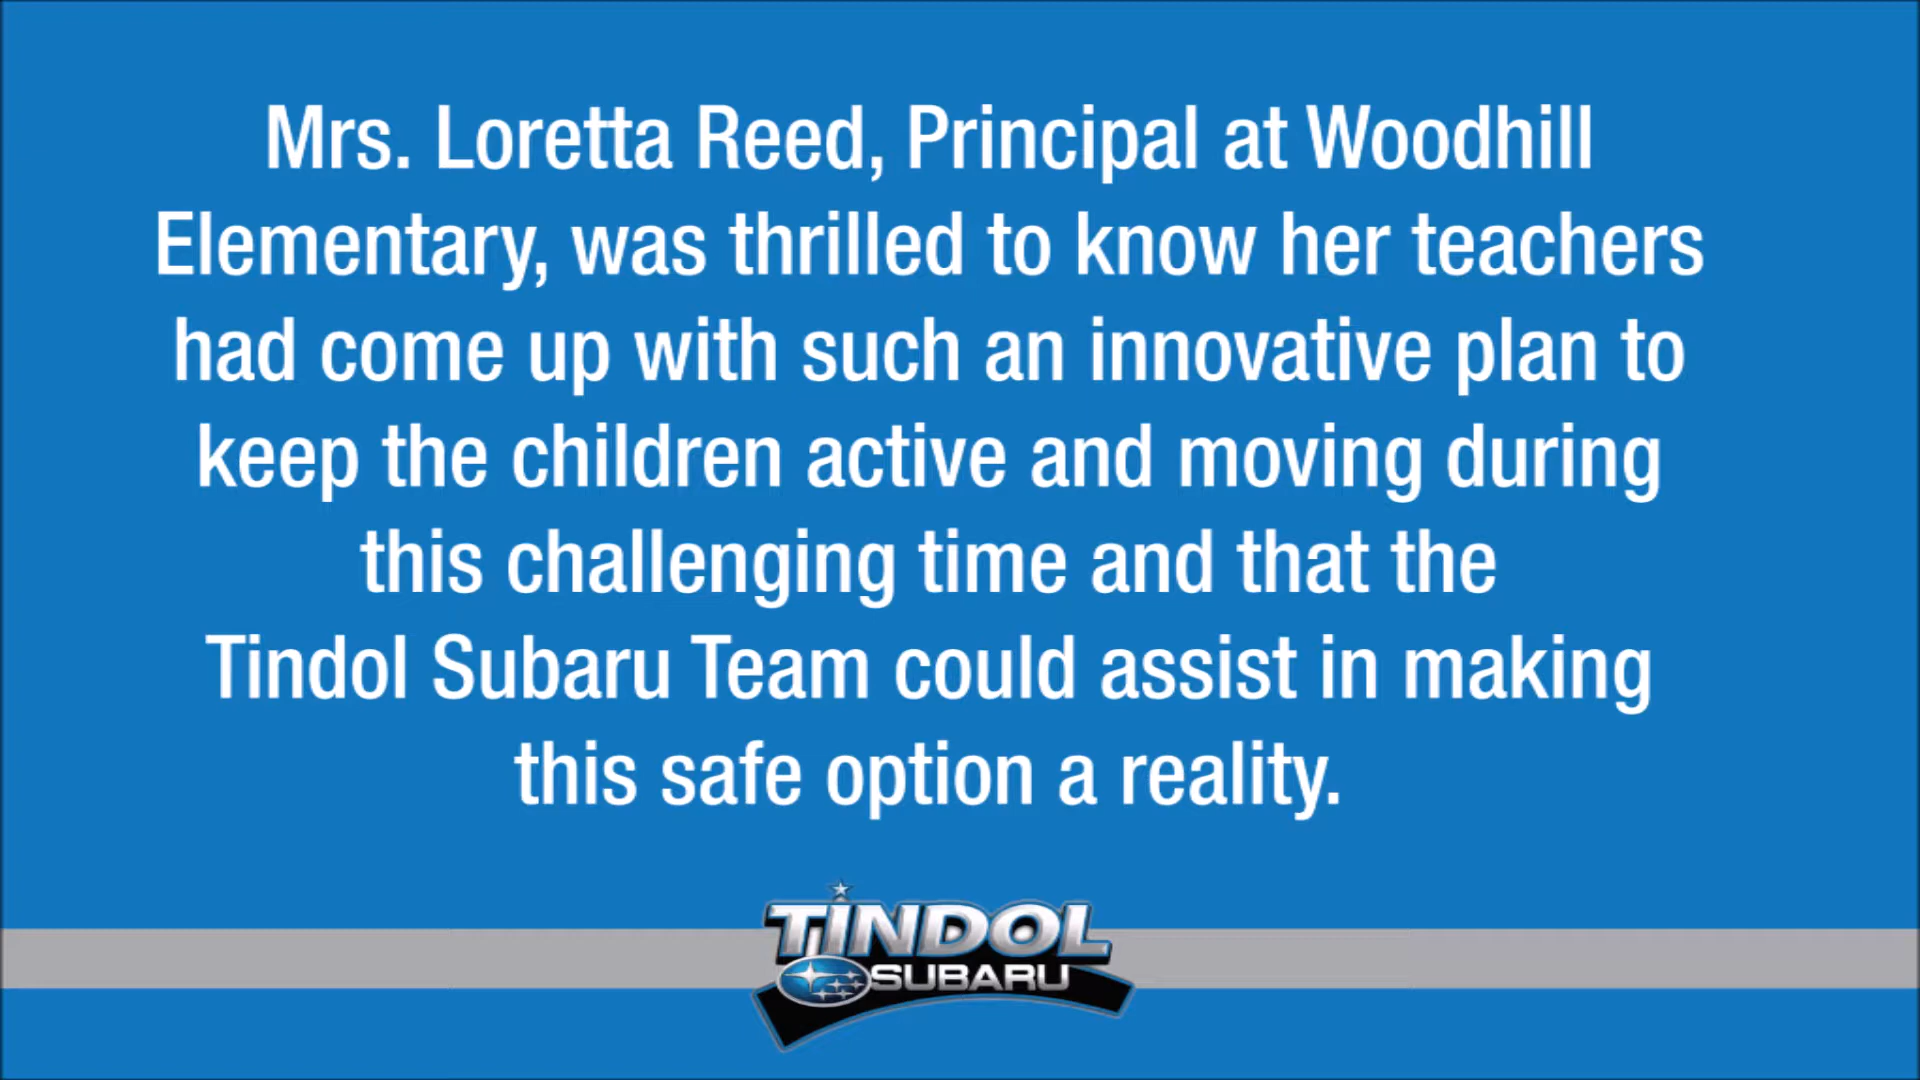 Mrs. Loretta Reed, Principal at Woodhill
Elementary, was thrilled to know her teachers
had come up with such an innovative plan to
keep the children active and moving during
this challenging time and that the
Tindol Subaru Team could assist in making
this safe option a reality.
TINDOL
SUBARU